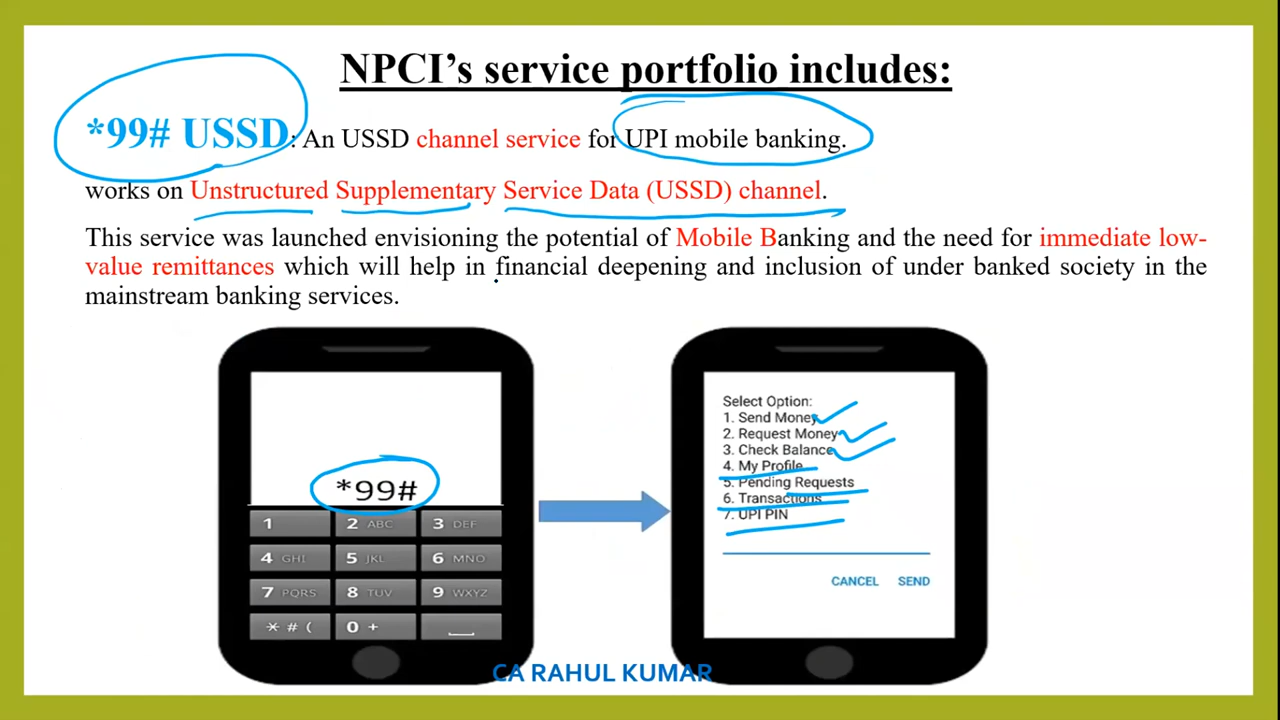 NPCI’s service portfolio includes:
*99# USSD: An USSD channel service for UPI mobile banking.
works on Unstructured Supplementary Service Data (USSD) channel.
This service was launched envisioning the potential of Mobile Banking and the need for immediate low-
value remittances which will help in financial deepening and inclusion of under banked society in the
mainstream banking services.
*99#
1 2 ABC 3 DEF
4 GHI 5 JKL 6 MNO
7 PQRS 8 TUV 9 WXYZ
* # ( 0 +
Select Option:
1. Send Money
2. Request Money
3. Check Balance
4. My Profile
5. Pending Requests
6. Transactions
7. UPI PIN
CANCEL SEND
CA RAHUL KUMAR